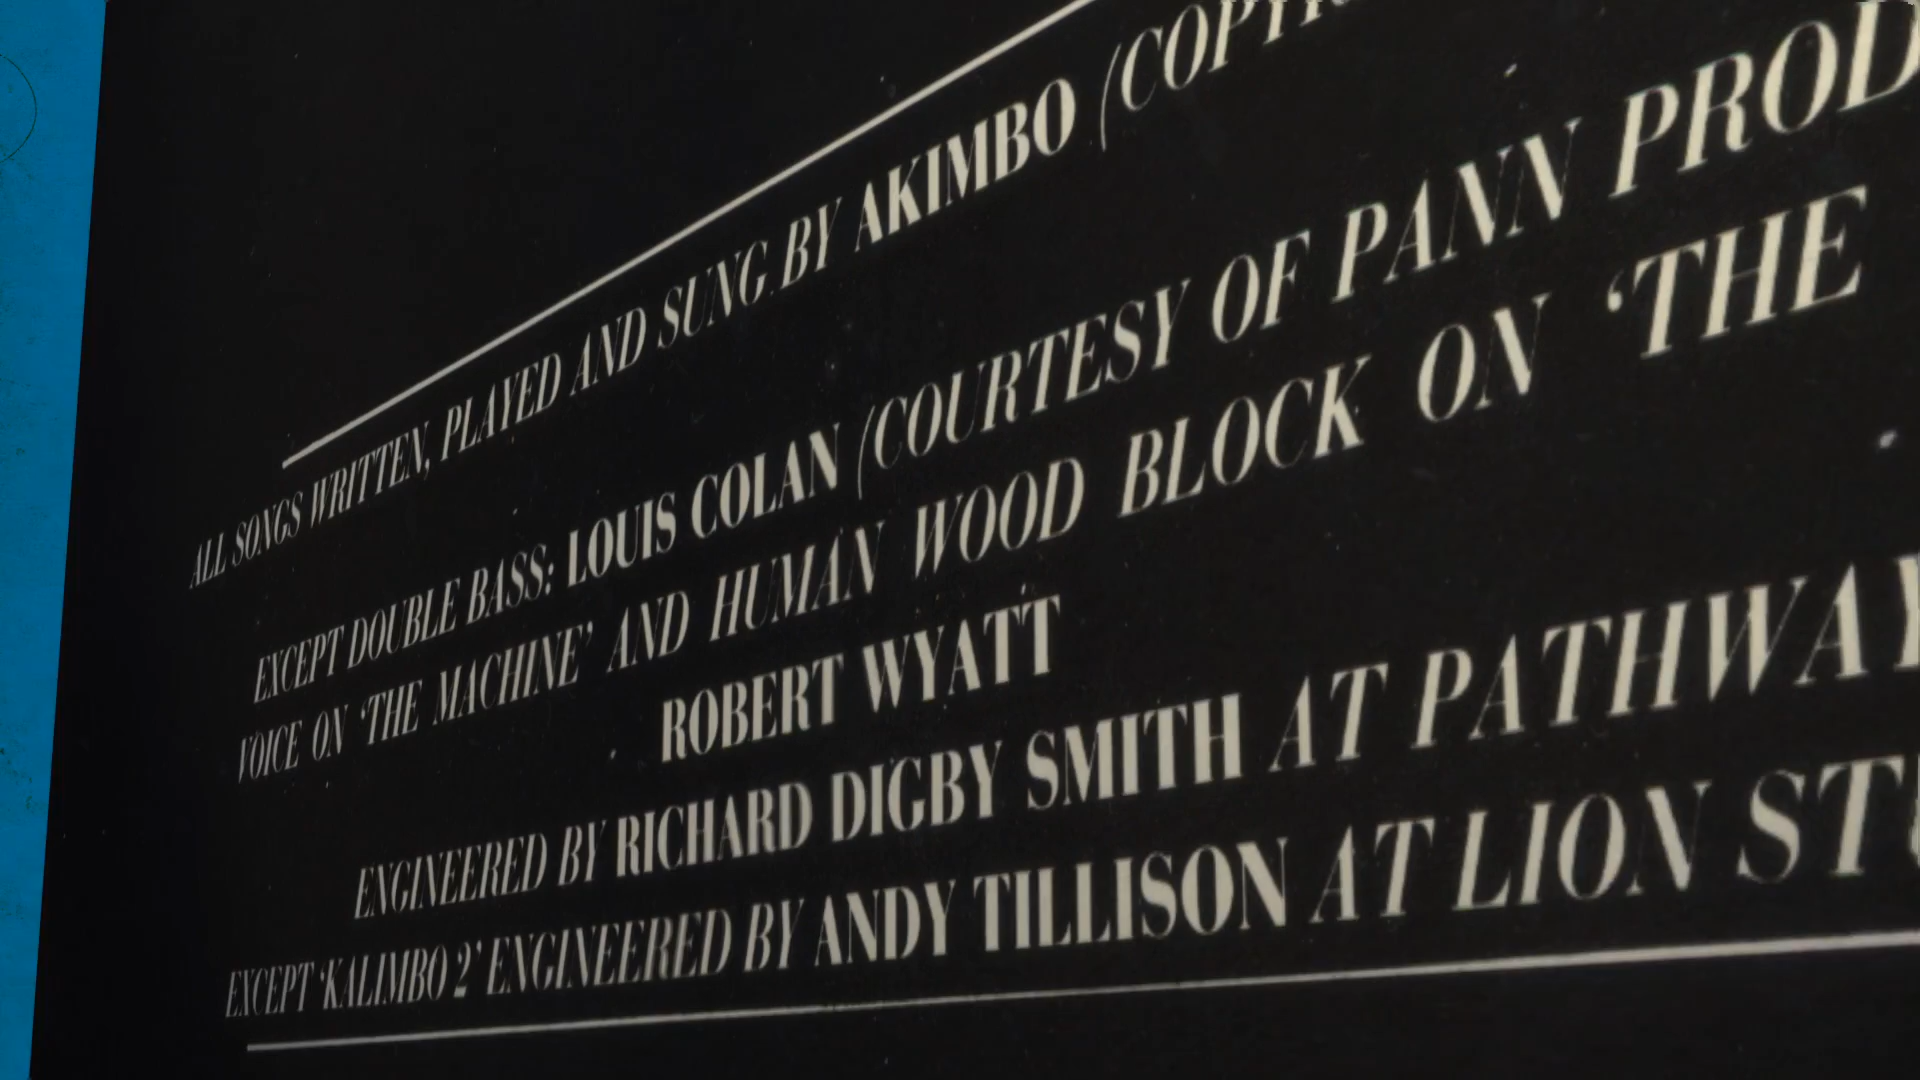 ALL SONGS WRITTEN, PLAYED AND SUNG BY AKIMBO
EXCEPT DOUBLE BASS: LOUIS COLAN (COURTESY OF PANN
VOICE ON ‘THE MACHINE’ AND HUMAN WOOD BLOCK ON ‘THE
ROBERT WYATT
ENGINEERED BY RICHARD DIGBY SMITH AT PATHWAY
EXCEPT ‘KALIMBO 2’ ENGINEERED BY ANDY TILLISON AT LION